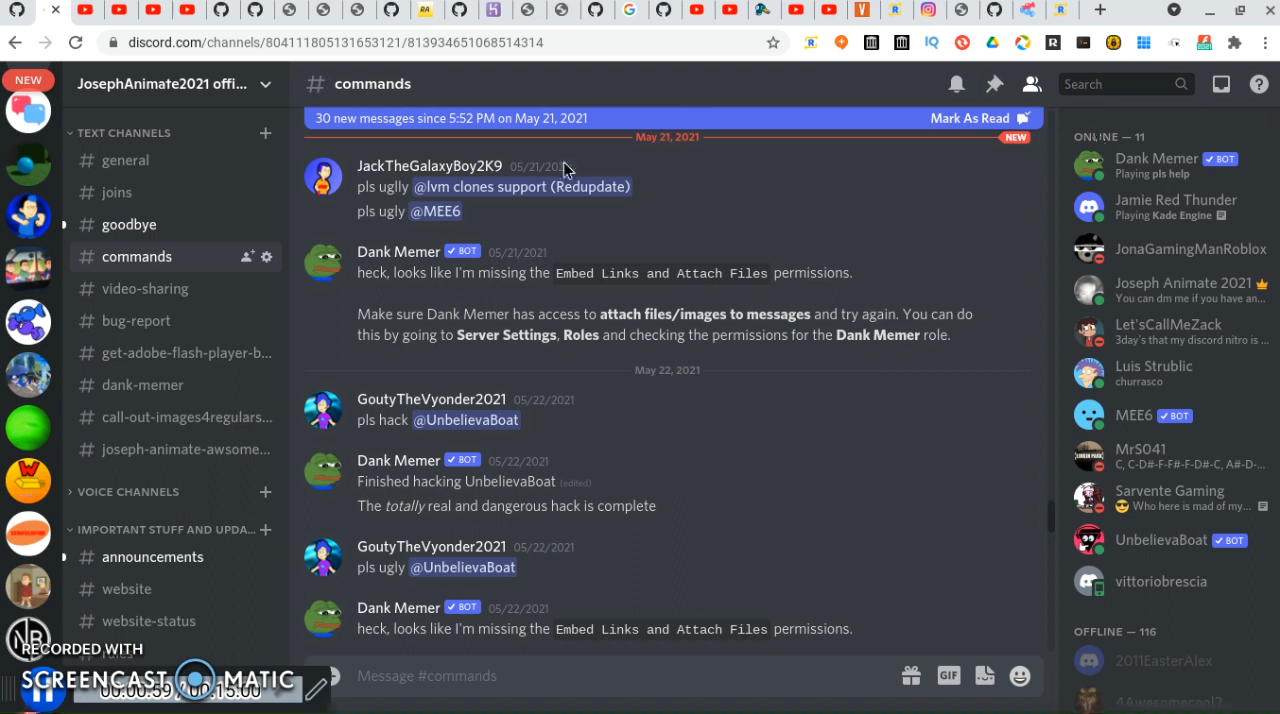 discord.com/channels/804111805131653121/813934651068514314
NEW
JosephAnimate2021 offi...
# commands
Search
30 new messages since 5:52 PM on May 21, 2021
Mark As Read
May 21, 2021
NEW
TEXT CHANNELS
# general
# joins
# goodbye
# commands
# video-sharing
# bug-report
# get-adobe-flash-player-b...
# dank-memer
# call-out-images4regulars...
# joseph-animate-awsome...
VOICE CHANNELS
IMPORTANT STUFF AND UPDA...
# announcements
# website
# website-status
JackTheGalaxyBoy2K9
pls uglly @lvm clones support (Redupdate)
pls ugly @MEE6
Dank Memer BOT 05/21/2021
heck, looks like I'm missing the Embed Links and Attach Files permissions.
Make sure Dank Memer has access to attach files/images to messages and try again. You can do
this by going to Server Settings, Roles and checking the permissions for the Dank Memer role.
May 22, 2021
GoutyTheVyonder2021 05/22/2021
pls hack @UnbelievaBoat
Dank Memer BOT 05/22/2021
Finished hacking UnbelievaBoat (edited)
The totally real and dangerous hack is complete
GoutyTheVyonder2021 05/22/2021
pls ugly @UnbelievaBoat
Dank Memer BOT 05/22/2021
heck, looks like I'm missing the Embed Links and Attach Files permissions.
Message #commands
GIF
ONLINE — 11
Dank Memer BOT
Playing pls help
Jamie Red Thunder
Playing Kade Engine
JonaGamingManRoblox
Joseph Animate 2021
You can dm me if you have an...
Let'sCallMeZack
3day's that my discord nitro is ...
Luis Strublic
churrasco
MEE6 BOT
MrS041
C, C-D#-F-F#-F-D#-C, A#-D-...
Sarvente Gaming
😎 Who here is mad of my...
UnbelievaBoat BOT
vittoriobrescia
OFFLINE — 116
2011EasterAlex
4Awesomecool2
RECORDED WITH
SCREENCAST MATIC
00:00:59 / 00:15:00